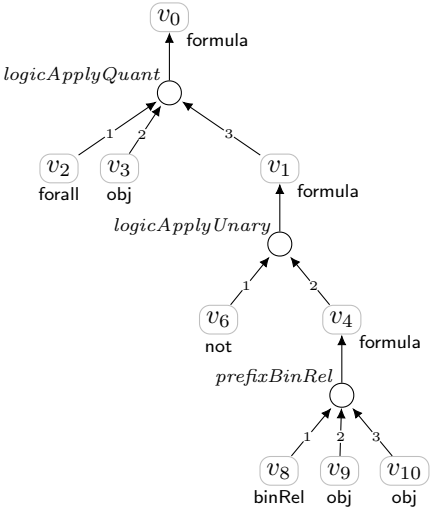 v0
formula
logicApplyQuant
1 2 3
v2 v3 v1
forall obj formula
logicApplyUnary
1 2
v6 v4
not formula
prefixBinRel
1 2 3
v8 v9 v10
binRel obj obj